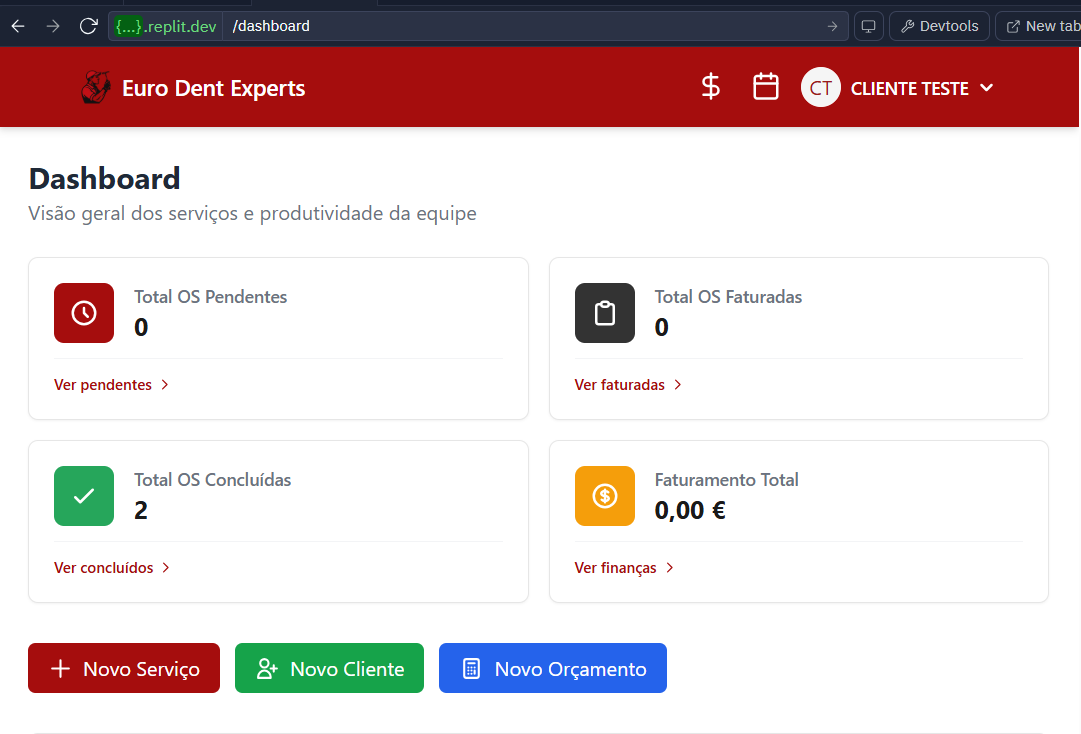 {...}.replit.dev /dashboard Devtools New tab
Euro Dent Experts CT CLIENTE TESTE
Dashboard
Visão geral dos serviços e produtividade da equipe
Total OS Pendentes
0
Ver pendentes
Total OS Faturadas
0
Ver faturadas
Total OS Concluídas
2
Ver concluídos
Faturamento Total
0,00 €
Ver finanças
Novo Serviço Novo Cliente Novo Orçamento